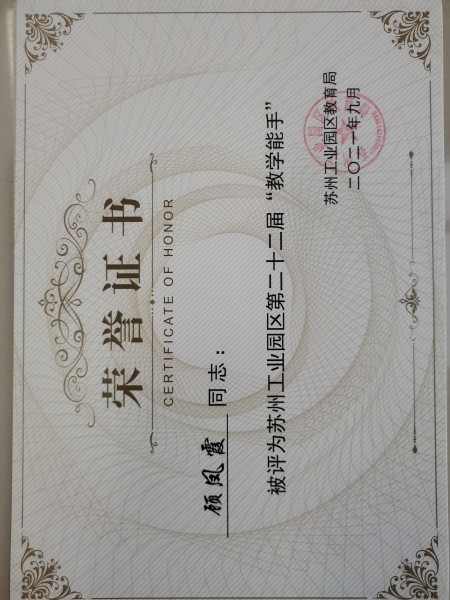 荣誉证书
CERTIFICATE OF HONOR
顾凤霞 同志：
被评为苏州工业园区第二十二届“教学能手”
苏州工业园区教育局
二〇二一年九月